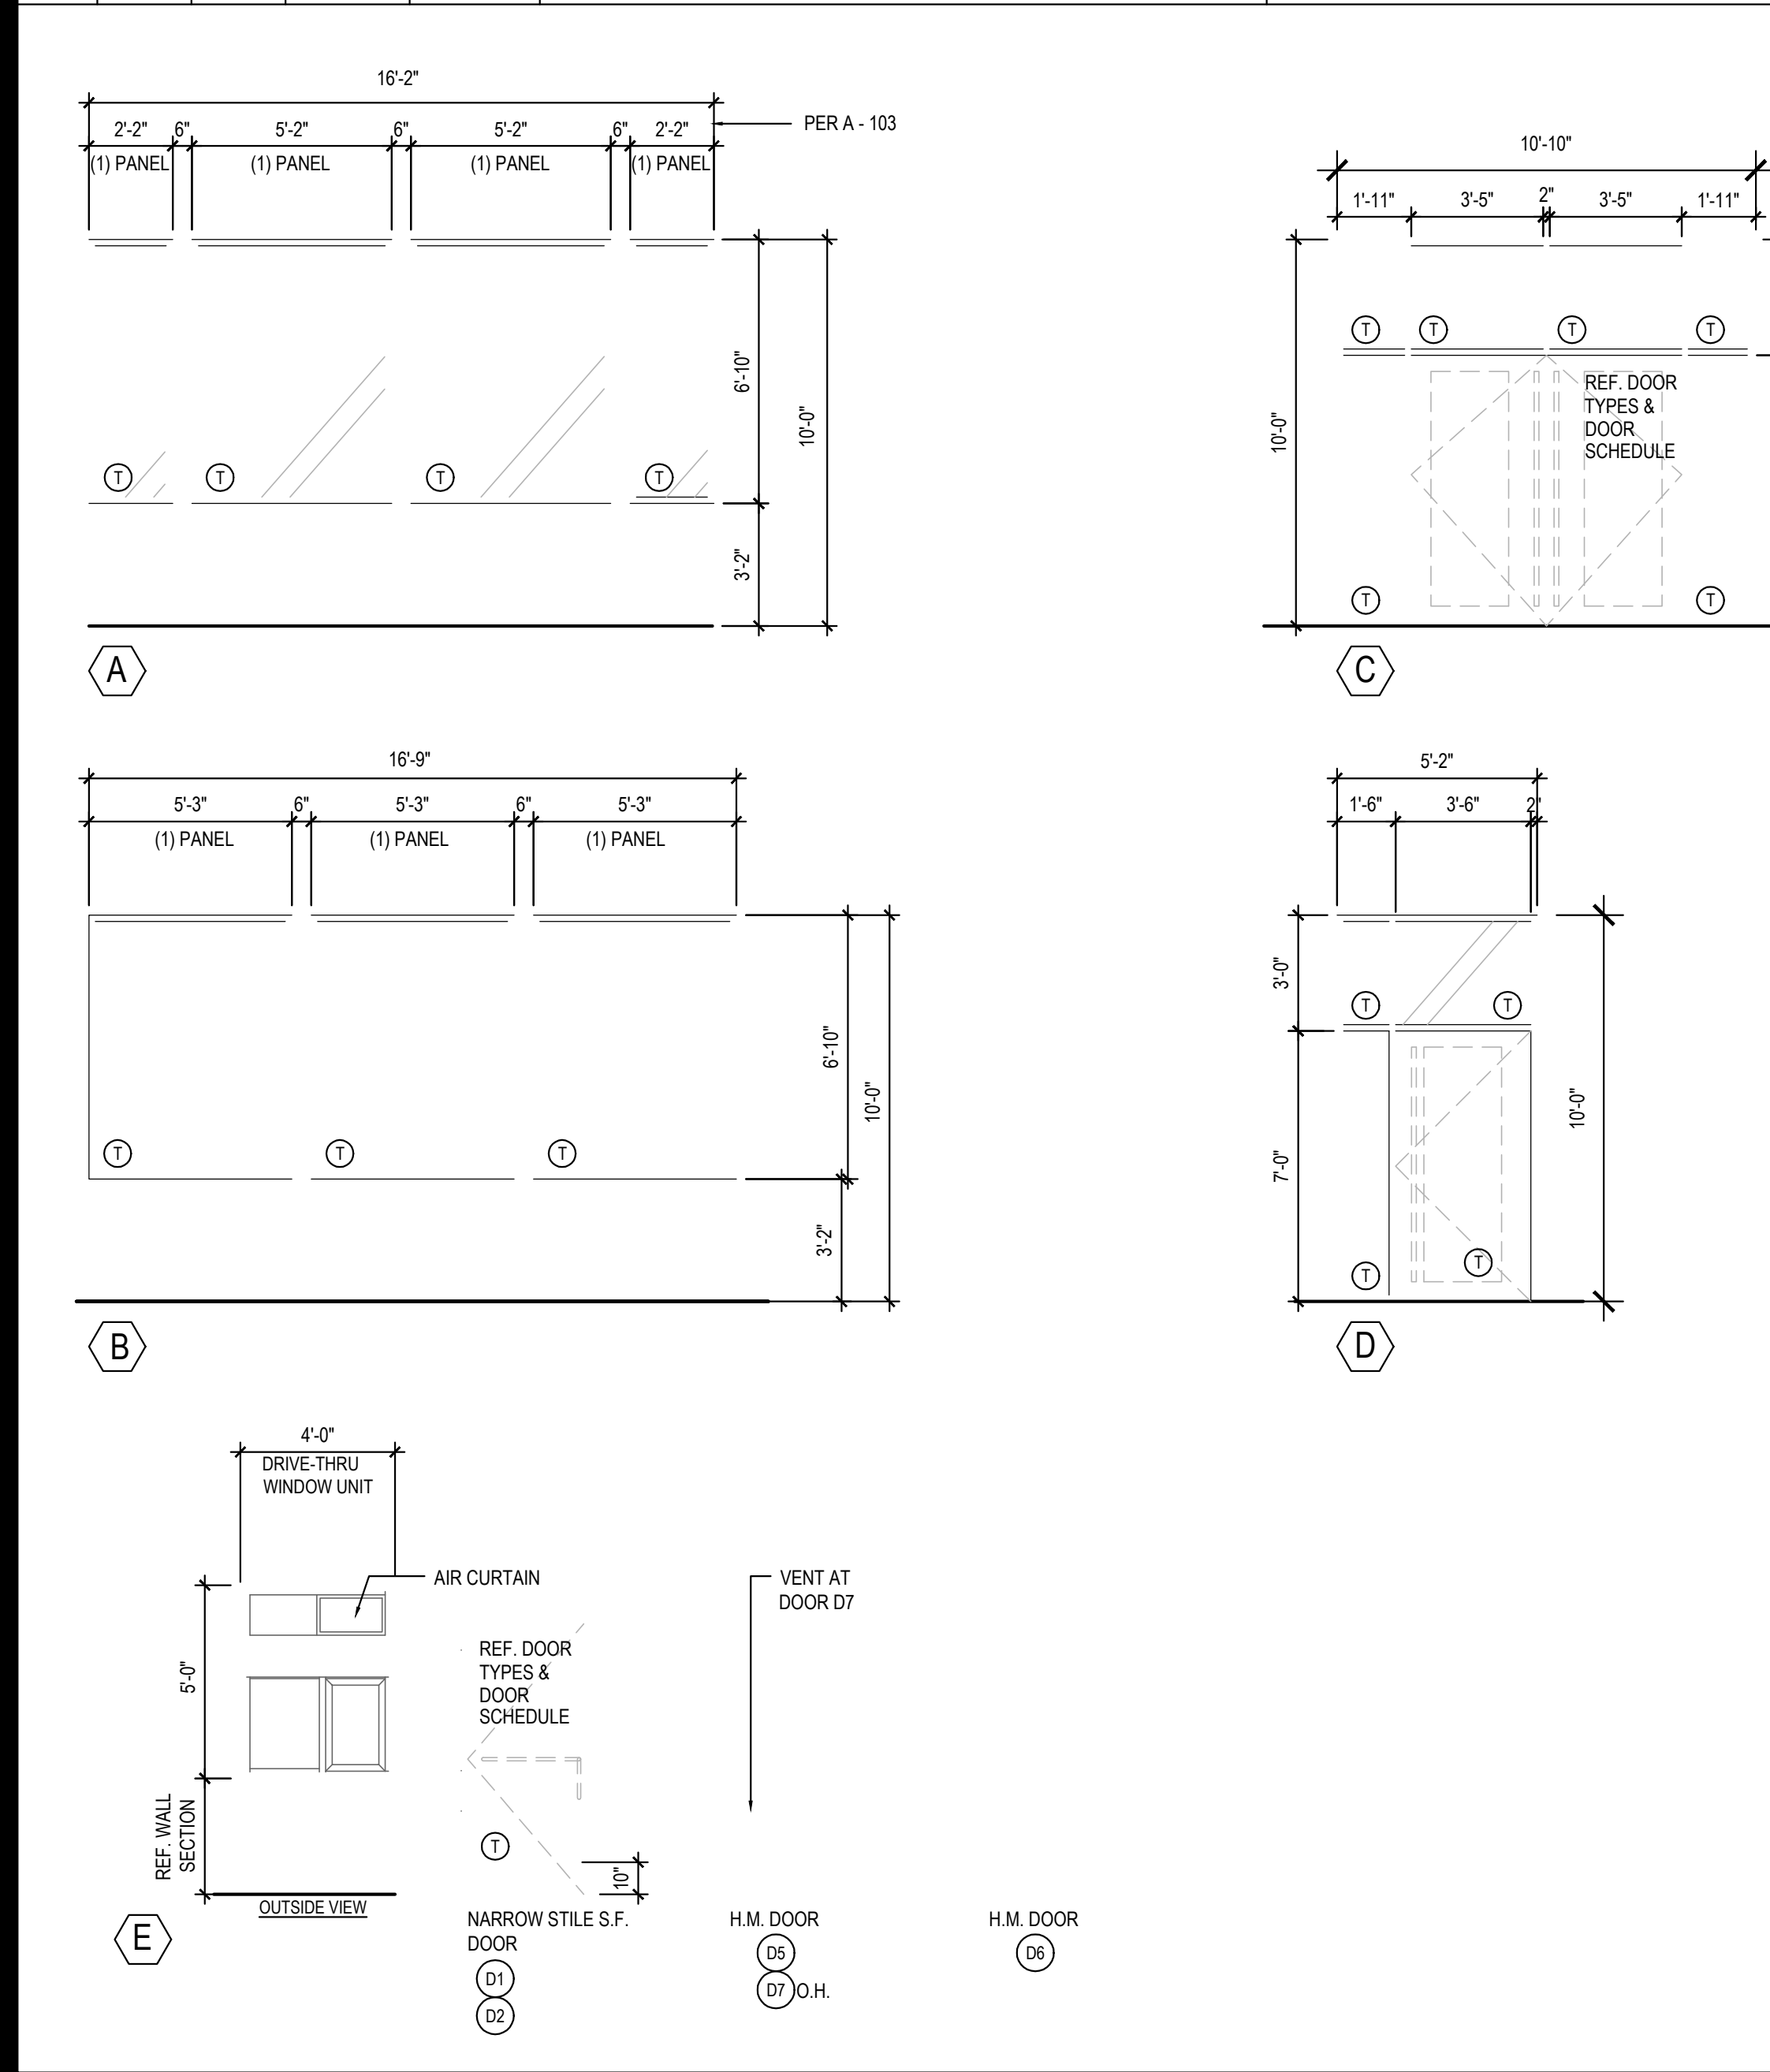 16'-2"
2'-2" 6" 5'-2" 6" 5'-2" 6" 2'-2"
PER A - 103
(1) PANEL (1) PANEL (1) PANEL (1) PANEL
6'-10"
10'-0"
3'-2"
T T T T
A
10'-10"
1'-11" 3'-5" 2" 3'-5" 1'-11"
10'-0"
T T T T
REF. DOOR
TYPES &
DOOR
SCHEDULE
T T
C
16'-9"
5'-3" 6" 5'-3" 6" 5'-3"
(1) PANEL (1) PANEL (1) PANEL
6'-10"
10'-0"
3'-2"
T T T
B
5'-2"
1'-6" 3'-6" 2"
3'-0"
7'-0"
10'-0"
T T
T T
D
4'-0"
DRIVE-THRU
WINDOW UNIT
AIR CURTAIN
5'-0"
REF. WALL
SECTION
OUTSIDE VIEW
E
REF. DOOR
TYPES &
DOOR
SCHEDULE
T
10"
NARROW STILE S.F.
DOOR
D1
D2
VENT AT
DOOR D7
H.M. DOOR
D5
D7 O.H.
H.M. DOOR
D6